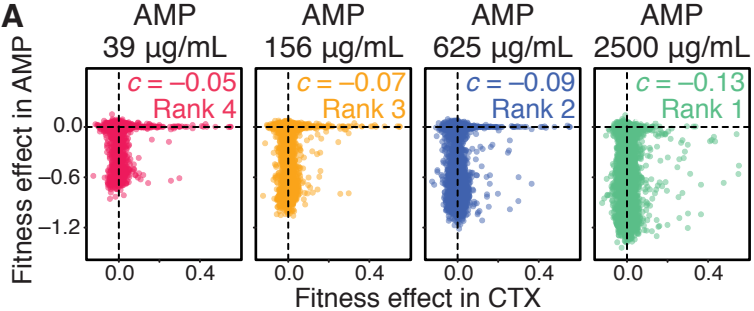 A
AMP
39 μg/mL
AMP
156 μg/mL
AMP
625 μg/mL
AMP
2500 μg/mL
Fitness effect in AMP
0.0
−0.6
−1.2
c = −0.05
Rank 4
c = −0.07
Rank 3
c = −0.09
Rank 2
c = −0.13
Rank 1
0.0 0.4 0.0 0.4 0.0 0.4 0.0 0.4
Fitness effect in CTX